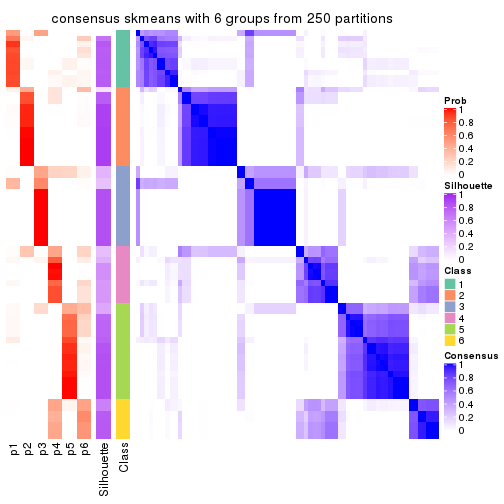 consensus skmeans with 6 groups from 250 partitions
Prob
1
0.8
0.6
0.4
0.2
0
Silhouette
1
0.8
0.6
0.4
0.2
0
Class
1
2
3
4
5
6
Consensus
1
0.8
0.6
0.4
0.2
0
p1
p2
p3
p4
p5
p6
Silhouette
Class